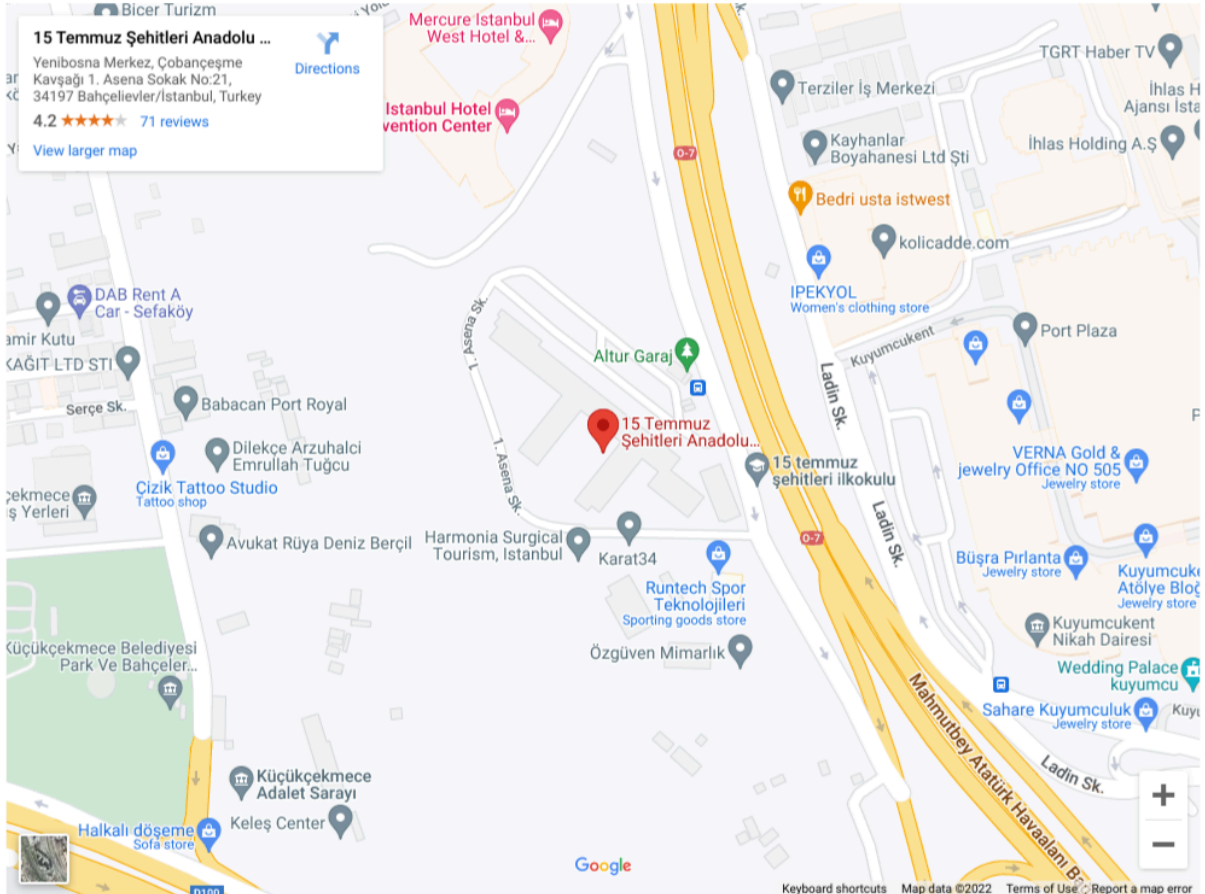 Bicer Turizm
15 Temmuz Şehitleri Anadolu ...
Yenibosna Merkez, Çobançeşme
Kavşağı 1. Asena Sokak No:21,
34197 Bahçelievler/İstanbul, Turkey
4.2
71 reviews
View larger map
Directions
Mercure Istanbul
West Hotel &...
Istanbul Hotel
vention Center
O-7
TGRT Haber TV
Terziler İş Merkezi
İhlas H
Ajansı İsta
Kayhanlar
Boyahanesi Ltd Şti
İhlas Holding A.Ş
Bedri usta istwest
kolicadde.com
IPEKYOL
Women's clothing store
DAB Rent A
Car - Sefaköy
amir Kutu
KAĞIT LTD STI
Serçe Sk.
Babacan Port Royal
1. Asena Sk.
Altur Garaj
Kuyumcukent
Port Plaza
Ladin Sk.
15 Temmuz
Şehitleri Anadolu...
Dilekçe Arzuhalci
Emrullah Tuğcu
Çizik Tattoo Studio
Tattoo shop
1. Asena Sk.
15 temmuz
şehitleri ilkokulu
VERNA Gold &
jewelry Office NO 505
Jewelry store
çekmece
ş Yerleri
Avukat Rüya Deniz Berçil
Harmonia Surgical
Tourism, Istanbul
Karat34
O-7
Ladin Sk.
Büşra Pırlanta
Jewelry store
Kuyumcuke
Atölye Bloğ
Jewelry store
Runtech Spor
Teknolojileri
Sporting goods store
Kuyumcukent
Nikah Dairesi
Küçükçekmece Belediyesi
Park Ve Bahçeler...
Özgüven Mimarlık
Wedding Palace
kuyumcu
Sahare Kuyumculuk
Jewelry store
Kuyu
Mahmutbey Atatürk Havaalanı Ba
Ladin Sk.
Küçükçekmece
Adalet Sarayı
Keleş Center
Halkalı döşeme
Sofa store
D100
Google
Keyboard shortcuts
Map data ©2022
Terms of Use
Report a map error